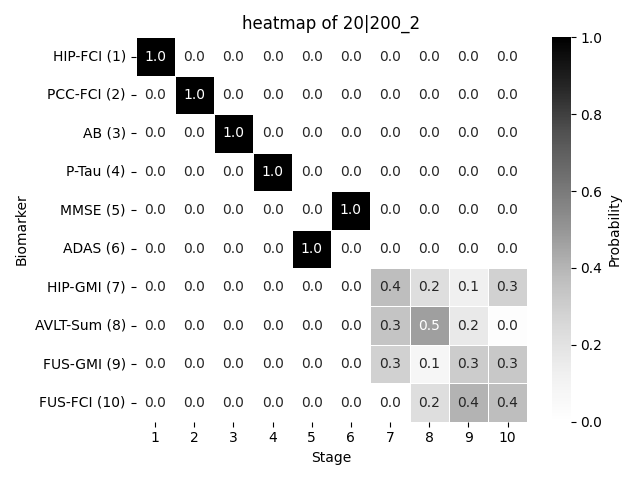 heatmap of 20|200_2
HIP-FCI (1) 1.0 0.0 0.0 0.0 0.0 0.0 0.0 0.0 0.0 0.0
PCC-FCI (2) 0.0 1.0 0.0 0.0 0.0 0.0 0.0 0.0 0.0 0.0
AB (3) 0.0 0.0 1.0 0.0 0.0 0.0 0.0 0.0 0.0 0.0
P-Tau (4) 0.0 0.0 0.0 1.0 0.0 0.0 0.0 0.0 0.0 0.0
MMSE (5) 0.0 0.0 0.0 0.0 0.0 1.0 0.0 0.0 0.0 0.0
ADAS (6) 0.0 0.0 0.0 0.0 1.0 0.0 0.0 0.0 0.0 0.0
HIP-GMI (7) 0.0 0.0 0.0 0.0 0.0 0.0 0.4 0.2 0.1 0.3
AVLT-Sum (8) 0.0 0.0 0.0 0.0 0.0 0.0 0.3 0.5 0.2 0.0
FUS-GMI (9) 0.0 0.0 0.0 0.0 0.0 0.0 0.3 0.1 0.3 0.3
FUS-FCI (10) 0.0 0.0 0.0 0.0 0.0 0.0 0.0 0.2 0.4 0.4
1 2 3 4 5 6 7 8 9 10
Stage
Biomarker
1.0
0.8
0.6
0.4
0.2
0.0
Probability